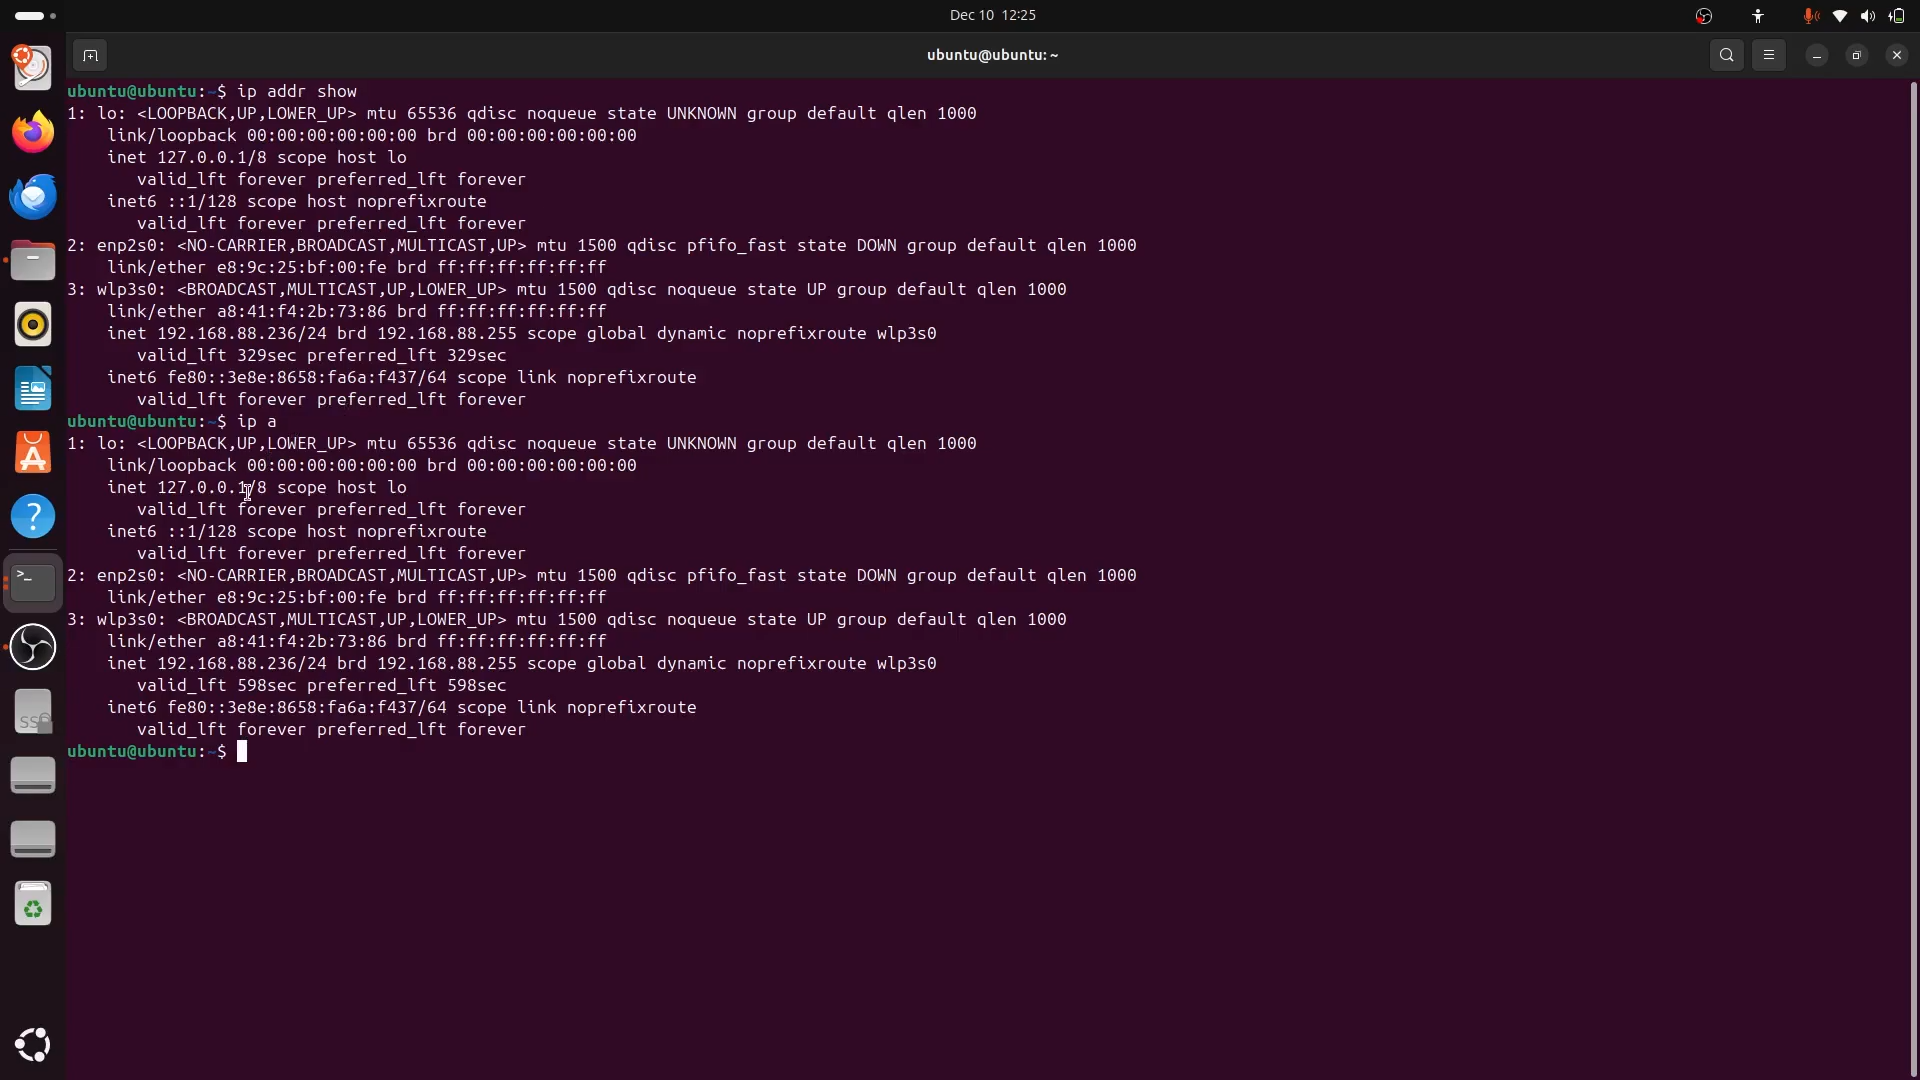 Dec 10 12:25
ubuntu@ubuntu: ~
ubuntu@ubuntu:~$ ip addr show
1: lo: <LOOPBACK,UP,LOWER_UP> mtu 65536 qdisc noqueue state UNKNOWN group default qlen 1000
    link/loopback 00:00:00:00:00:00 brd 00:00:00:00:00:00
    inet 127.0.0.1/8 scope host lo
       valid_lft forever preferred_lft forever
    inet6 ::1/128 scope host noprefixroute
       valid_lft forever preferred_lft forever
2: enp2s0: <NO-CARRIER,BROADCAST,MULTICAST,UP> mtu 1500 qdisc pfifo_fast state DOWN group default qlen 1000
    link/ether e8:9c:25:bf:00:fe brd ff:ff:ff:ff:ff:ff
3: wlp3s0: <BROADCAST,MULTICAST,UP,LOWER_UP> mtu 1500 qdisc noqueue state UP group default qlen 1000
    link/ether a8:41:f4:2b:73:86 brd ff:ff:ff:ff:ff:ff
    inet 192.168.88.236/24 brd 192.168.88.255 scope global dynamic noprefixroute wlp3s0
       valid_lft 329sec preferred_lft 329sec
    inet6 fe80::3e8e:8658:fa6a:f437/64 scope link noprefixroute
       valid_lft forever preferred_lft forever
ubuntu@ubuntu:~$ ip a
1: lo: <LOOPBACK,UP,LOWER_UP> mtu 65536 qdisc noqueue state UNKNOWN group default qlen 1000
    link/loopback 00:00:00:00:00:00 brd 00:00:00:00:00:00
    inet 127.0.0.1/8 scope host lo
       valid_lft forever preferred_lft forever
    inet6 ::1/128 scope host noprefixroute
       valid_lft forever preferred_lft forever
2: enp2s0: <NO-CARRIER,BROADCAST,MULTICAST,UP> mtu 1500 qdisc pfifo_fast state DOWN group default qlen 1000
    link/ether e8:9c:25:bf:00:fe brd ff:ff:ff:ff:ff:ff
3: wlp3s0: <BROADCAST,MULTICAST,UP,LOWER_UP> mtu 1500 qdisc noqueue state UP group default qlen 1000
    link/ether a8:41:f4:2b:73:86 brd ff:ff:ff:ff:ff:ff
    inet 192.168.88.236/24 brd 192.168.88.255 scope global dynamic noprefixroute wlp3s0
       valid_lft 598sec preferred_lft 598sec
    inet6 fe80::3e8e:8658:fa6a:f437/64 scope link noprefixroute
       valid_lft forever preferred_lft forever
ubuntu@ubuntu:~$